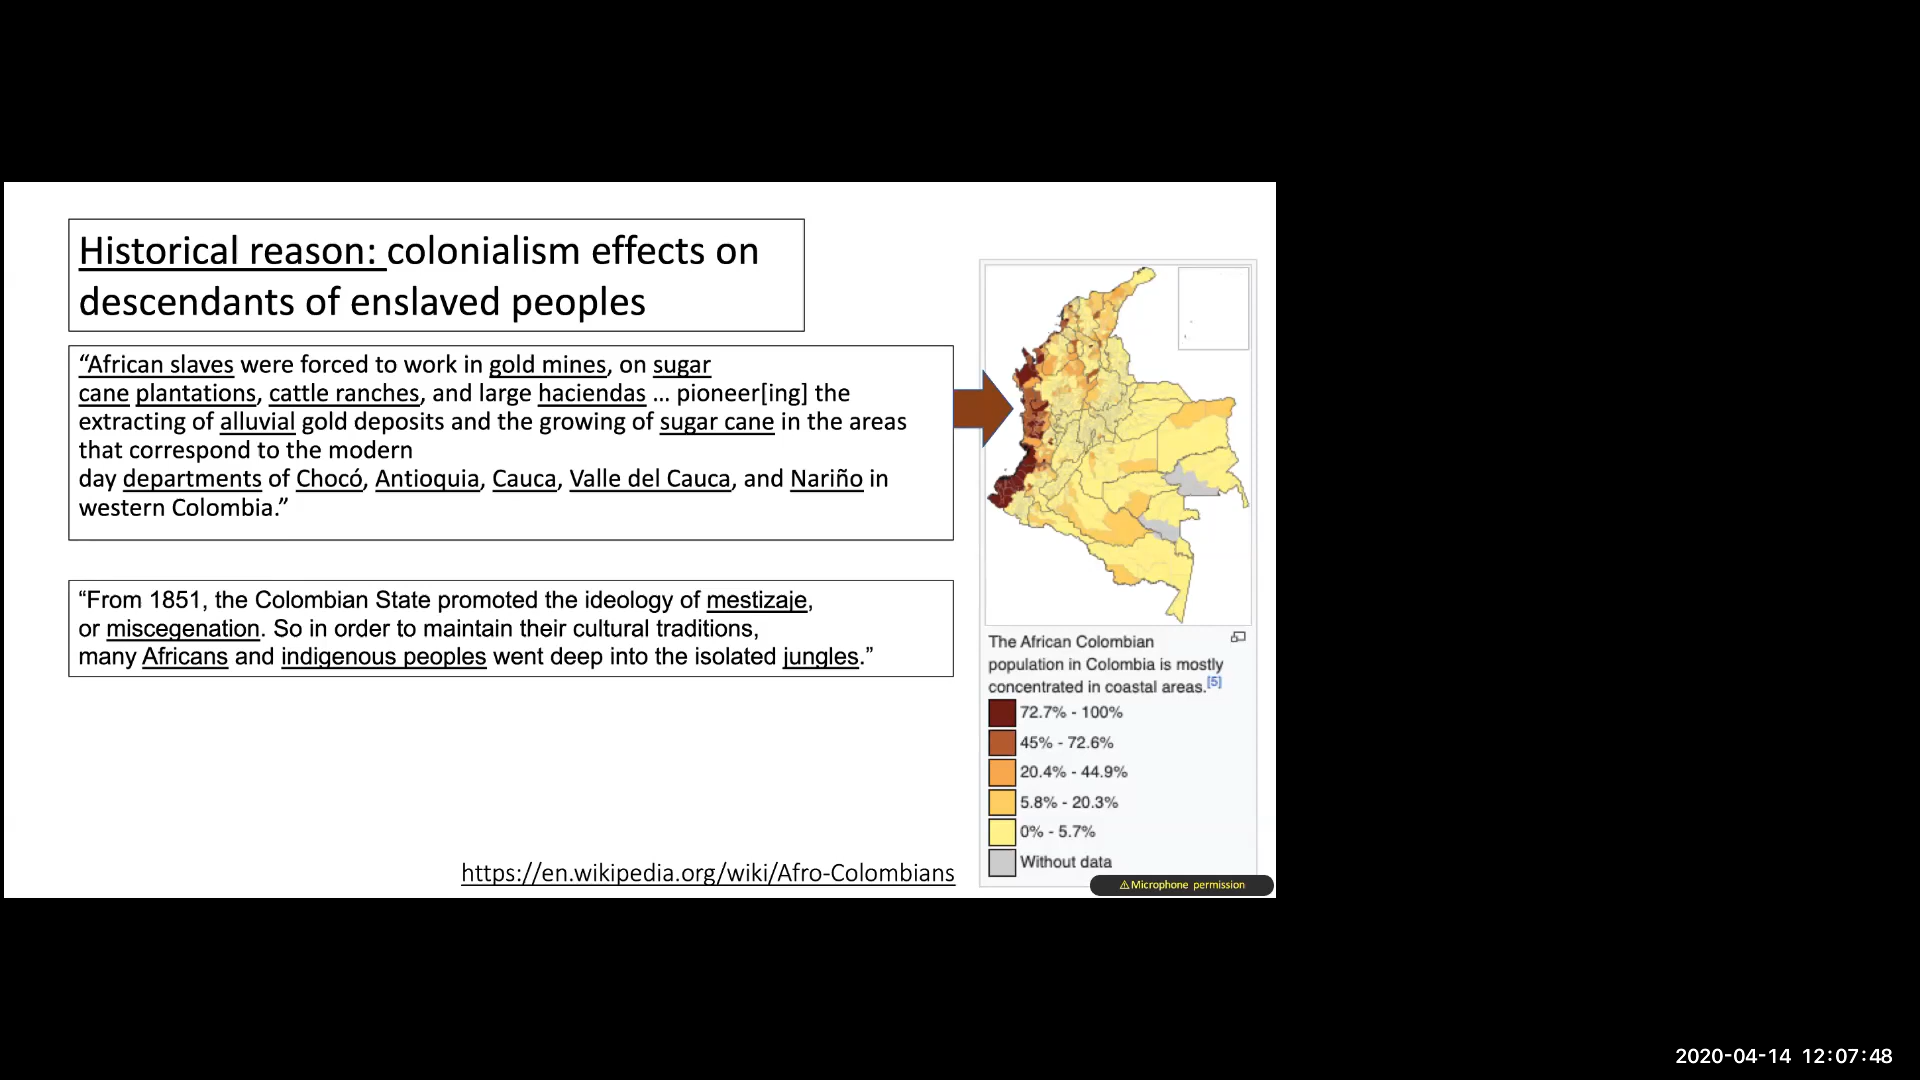 Historical reason: colonialism effects on
descendants of enslaved peoples
“African slaves were forced to work in gold mines, on sugar
cane plantations, cattle ranches, and large haciendas ... pioneer[ing] the
extracting of alluvial gold deposits and the growing of sugar cane in the areas
that correspond to the modern
day departments of Chocó, Antioquia, Cauca, Valle del Cauca, and Nariño in
western Colombia.”
“From 1851, the Colombian State promoted the ideology of mestizaje,
or miscegenation. So in order to maintain their cultural traditions,
many Africans and indigenous peoples went deep into the isolated jungles.”
https://en.wikipedia.org/wiki/Afro-Colombians
The African Colombian
population in Colombia is mostly
concentrated in coastal areas.[5]
72.7% - 100%
45% - 72.6%
20.4% - 44.9%
5.8% - 20.3%
0% - 5.7%
Without data
⚠Microphone permission
2020-04-14 12:07:48